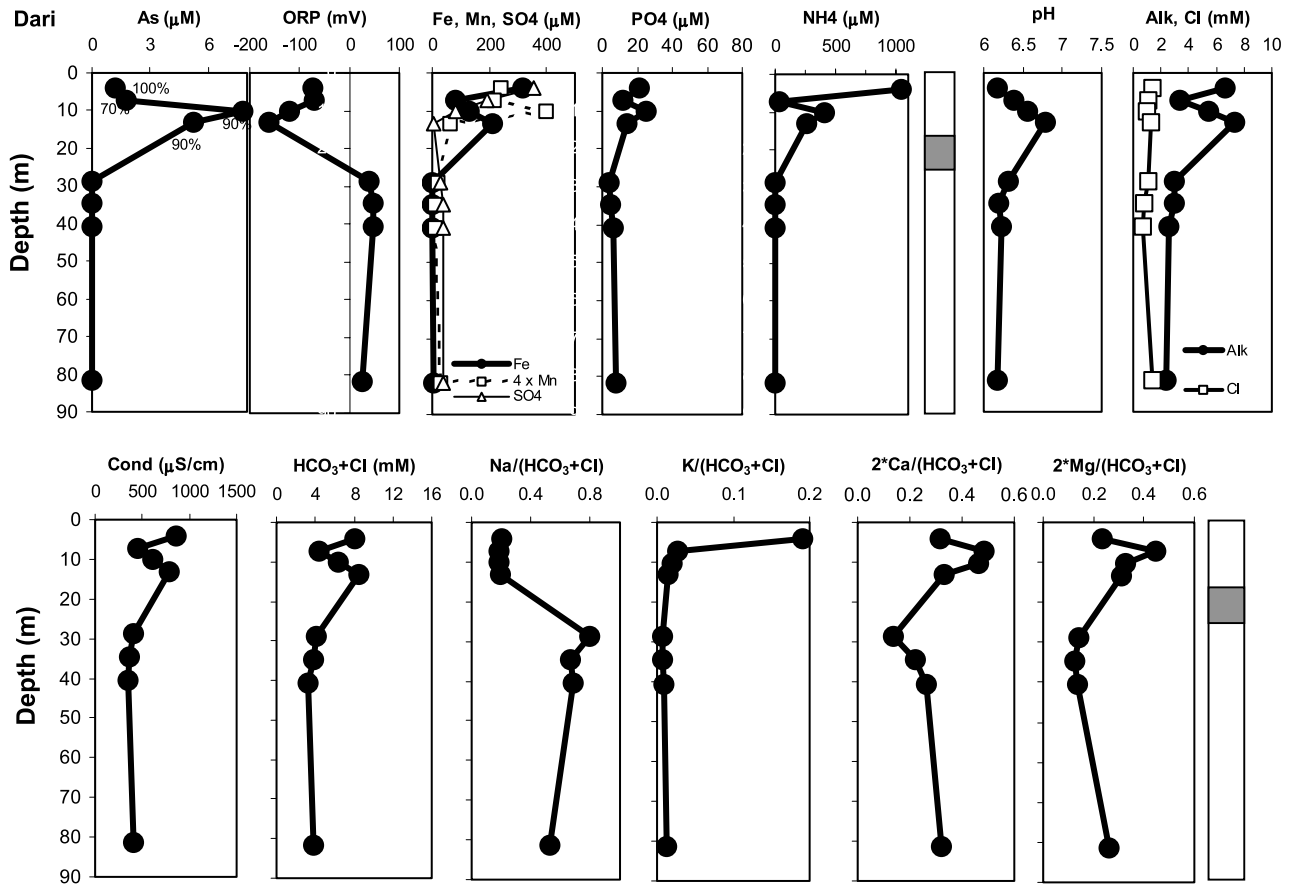 Dari
As (μM) ORP (mV) Fe, Mn, SO4 (μM) PO4 (μM) NH4 (μM) pH Alk, Cl (mM)
0 3 6 -200 -100 0 100 0 200 400 0 20 40 60 80 0 500 1000 6 6.5 7 7.5 0 2 4 6 8 10
0
10
20
30
40
50
60
70
80
90
Depth (m)
100%
70%
90%
90%
Fe
4 x Mn
SO4
Alk
Cl
Cond (μS/cm) HCO₃+Cl (mM) Na/(HCO₃+Cl) K/(HCO₃+Cl) 2*Ca/(HCO₃+Cl) 2*Mg/(HCO₃+Cl)
0 500 1000 1500 0 4 8 12 16 0.0 0.4 0.8 0.0 0.1 0.2 0.0 0.2 0.4 0.6 0.0 0.2 0.4 0.6
0
10
20
30
40
50
60
70
80
90
Depth (m)